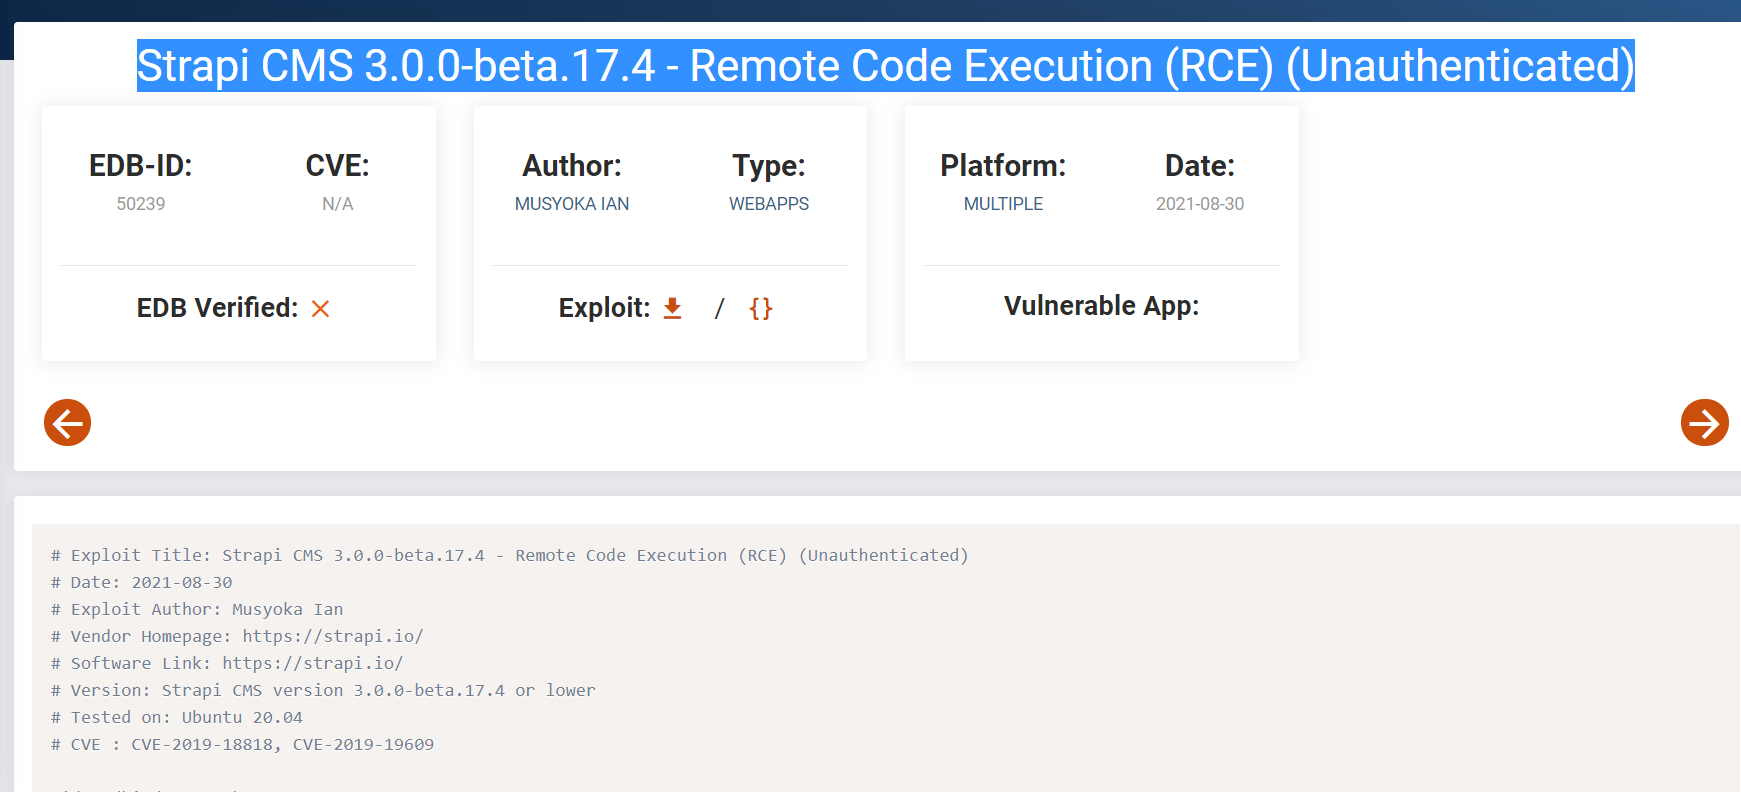 Strapi CMS 3.0.0-beta.17.4 - Remote Code Execution (RCE) (Unauthenticated)
EDB-ID:
50239
CVE:
N/A
EDB Verified: ×
Author:
MUSYOKA IAN
Type:
WEBAPPS
Exploit: / {}
Platform:
MULTIPLE
Date:
2021-08-30
Vulnerable App:
# Exploit Title: Strapi CMS 3.0.0-beta.17.4 - Remote Code Execution (RCE) (Unauthenticated)
# Date: 2021-08-30
# Exploit Author: Musyoka Ian
# Vendor Homepage: https://strapi.io/
# Software Link: https://strapi.io/
# Version: Strapi CMS version 3.0.0-beta.17.4 or lower
# Tested on: Ubuntu 20.04
# CVE : CVE-2019-18818, CVE-2019-19609